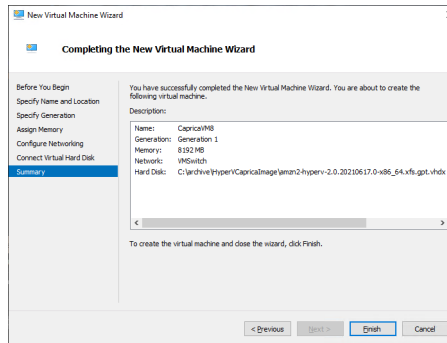 New Virtual Machine Wizard
Completing the New Virtual Machine Wizard
Before You Begin
Specify Name and Location
Specify Generation
Assign Memory
Configure Networking
Connect Virtual Hard Disk
Summary
You have successfully completed the New Virtual Machine Wizard. You are about to create the
following virtual machine.
Description:
Name: CapricaVM8
Generation: Generation 1
Memory: 8192 MB
Network: VMSwitch
Hard Disk: C:\archive\HyperVCapricaImage\amzn2-hyperv-2.0.20210617.0-x86_64.xfs.gpt.vhdx
To create the virtual machine and close the wizard, click Finish.
< Previous Next > Finish Cancel